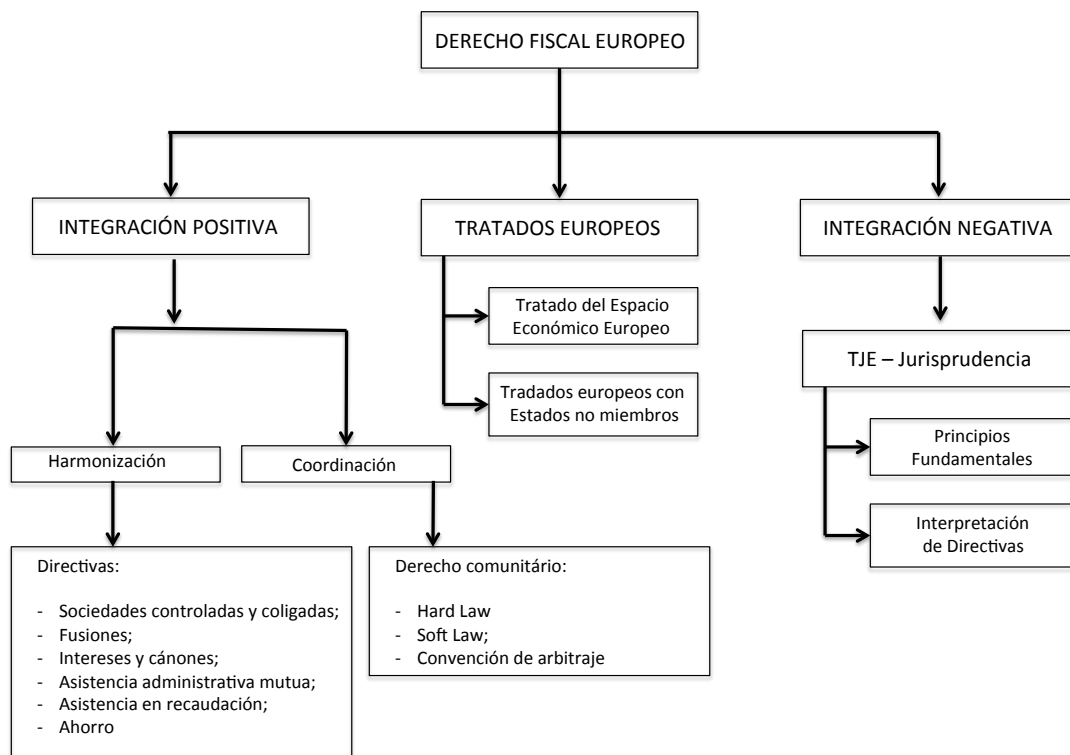 DERECHO FISCAL EUROPEO
INTEGRACIÓN POSITIVA
TRATADOS EUROPEOS
INTEGRACIÓN NEGATIVA
Tratado del Espacio
Económico Europeo
Tradados europeos con
Estados no miembros
TJE – Jurisprudencia
Principios
Fundamentales
Interpretación
de Directivas
Harmonización
Coordinación
Directivas:
- Sociedades controladas y coligadas;
- Fusiones;
- Intereses y cánones;
- Asistencia administrativa mutua;
- Asistencia en recaudación;
- Ahorro
Derecho comunitário:
- Hard Law
- Soft Law;
- Convención de arbitraje